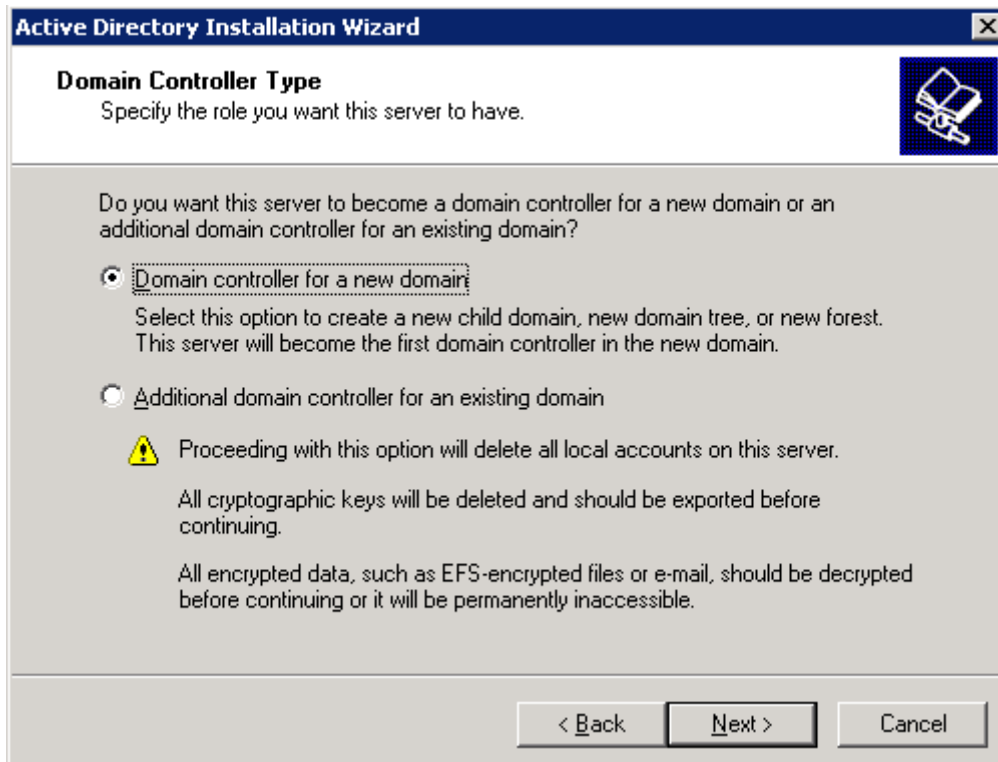 Active Directory Installation Wizard
Domain Controller Type
Specify the role you want this server to have.
Do you want this server to become a domain controller for a new domain or an
additional domain controller for an existing domain?
Domain controller for a new domain
Select this option to create a new child domain, new domain tree, or new forest.
This server will become the first domain controller in the new domain.
Additional domain controller for an existing domain
Proceeding with this option will delete all local accounts on this server.
All cryptographic keys will be deleted and should be exported before
continuing.
All encrypted data, such as EFS-encrypted files or e-mail, should be decrypted
before continuing or it will be permanently inaccessible.
< Back
Next >
Cancel